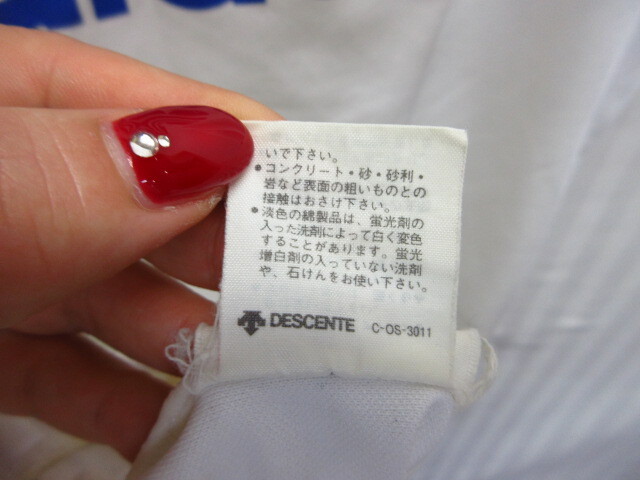 いで下さい。
●コンクリート・砂・砂利・
岩など表面の粗いものとの
接触はおさけ下さい。
●淡色の綿製品は、蛍光剤の
入った洗剤によって白く変色
することがあります。蛍光
増白剤の入っていない洗剤
や、石けんをお使い下さい。
DESCENTE C-OS-3011